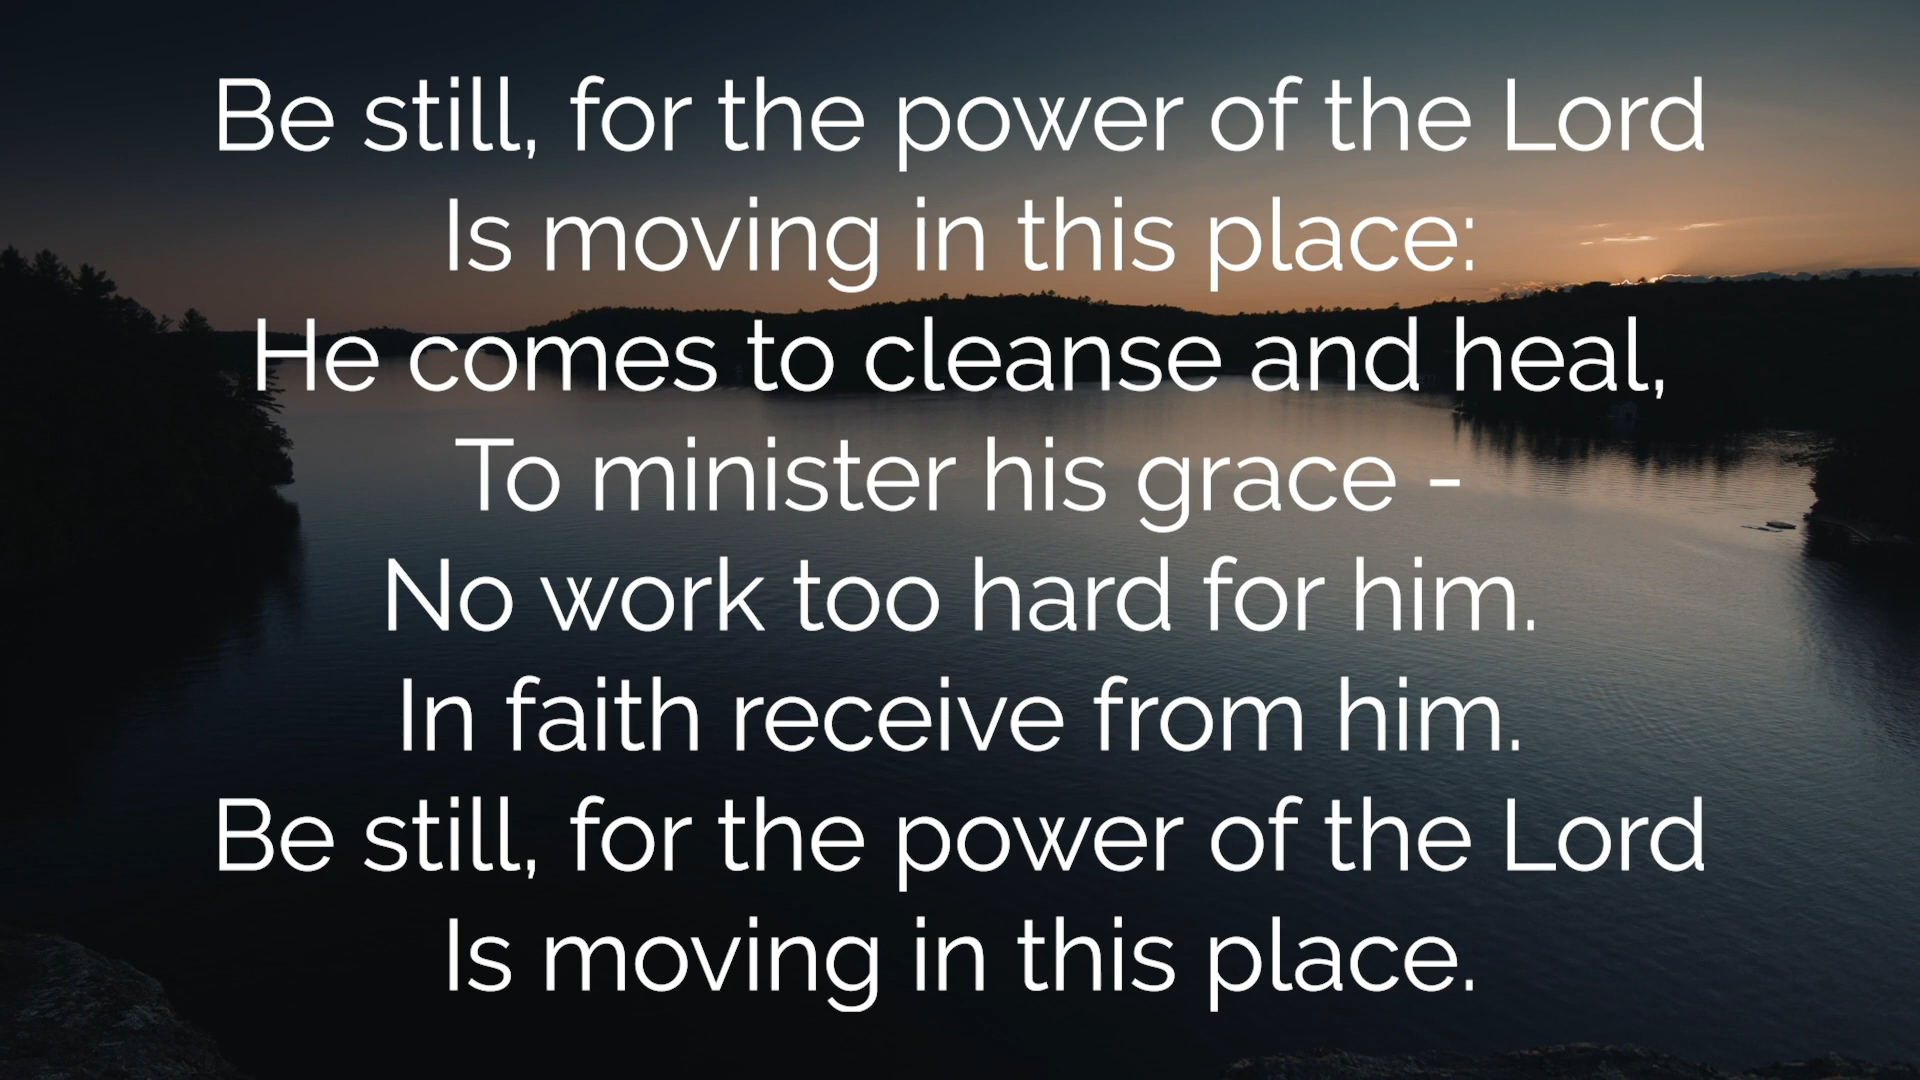 Be still, for the power of the Lord
Is moving in this place:
He comes to cleanse and heal,
To minister his grace -
No work too hard for him.
In faith receive from him.
Be still, for the power of the Lord
Is moving in this place.